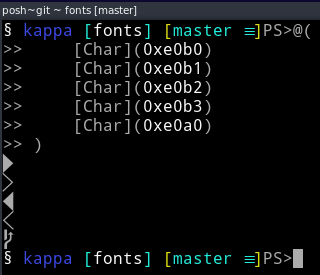 posh~git ~ fonts [master]
§ kappa [fonts] [master ≡]PS>@(
>>     [Char](0xe0b0)
>>     [Char](0xe0b1)
>>     [Char](0xe0b2)
>>     [Char](0xe0b3)
>>     [Char](0xe0a0)
>> )





§ kappa [fonts] [master ≡]PS>